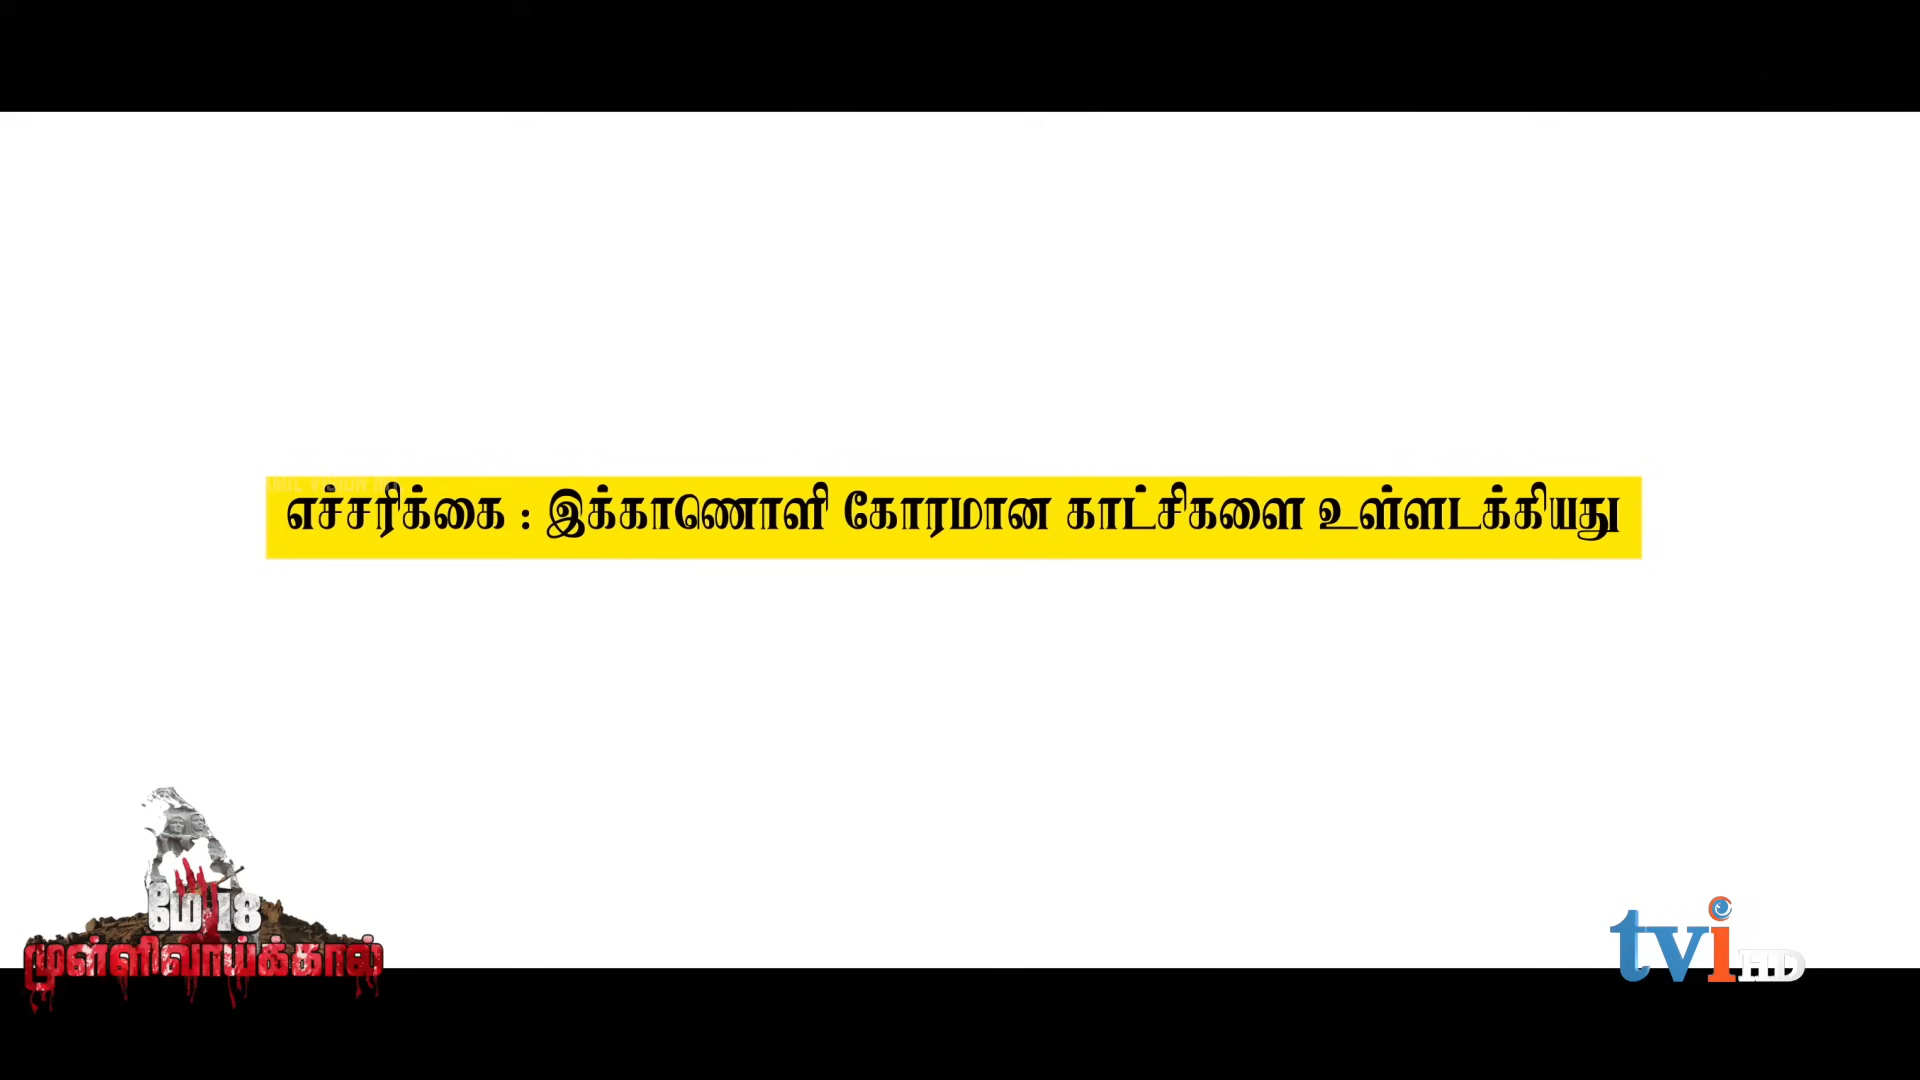 எச்சரிக்கை : இக்காணொளி கோரமான காட்சிகளை உள்ளடக்கியது
மே 18
முள்ளிவாய்க்கால்
tvi HD